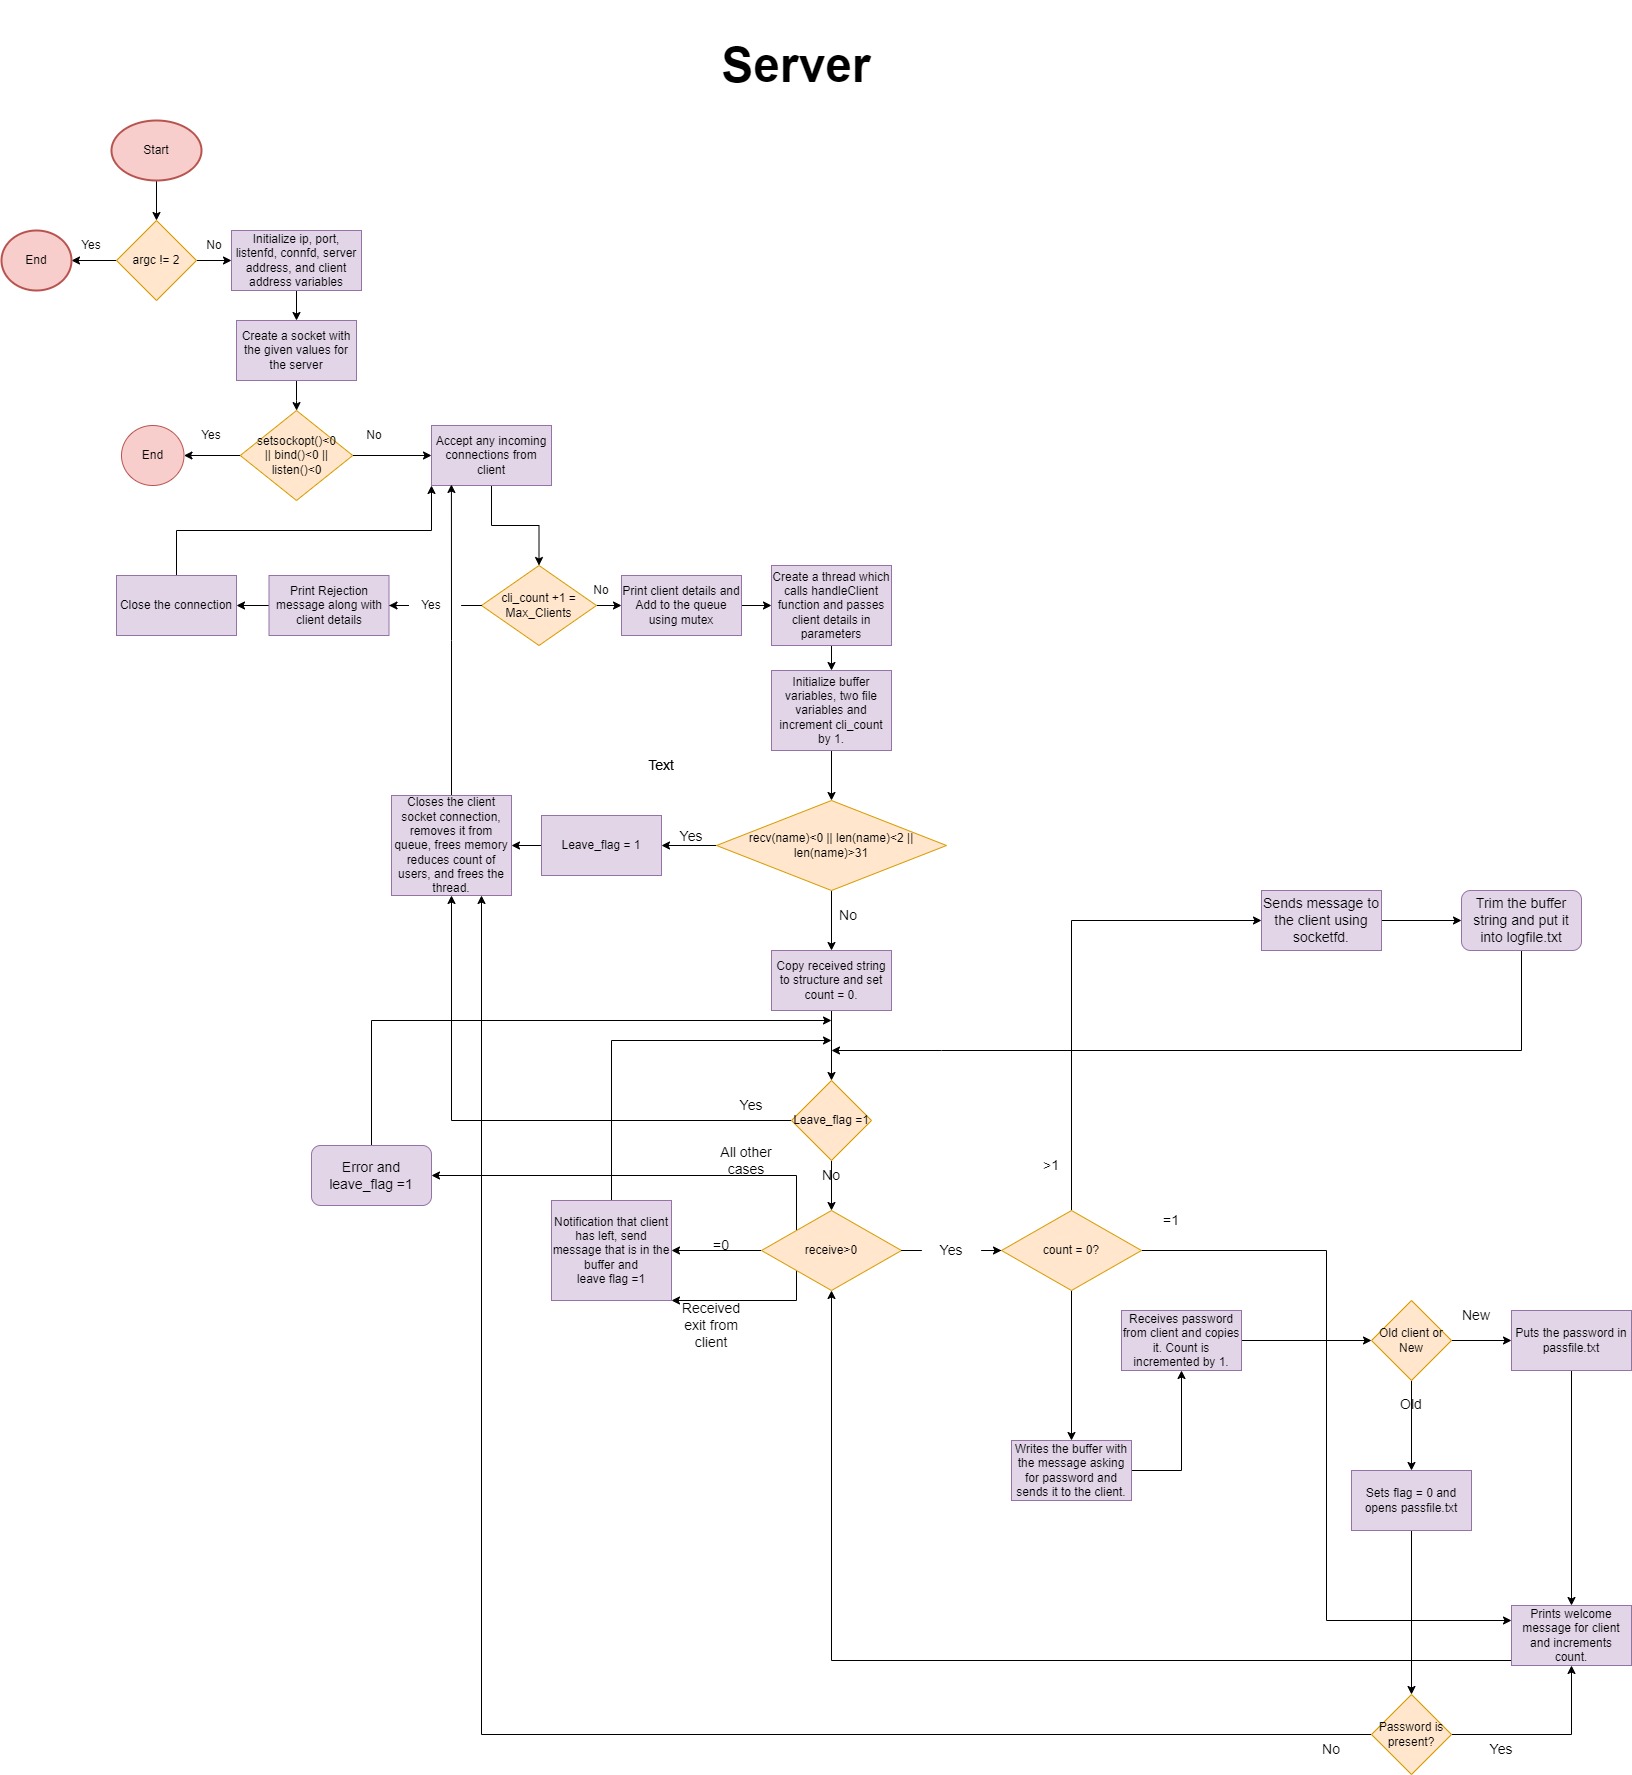 Server
Start
Yes
No
End
argc != 2
Initialize ip, port,
listenfd, connfd, server
address, and client
address variables
Create a socket with
the given values for
the server
Yes
No
End
setsockopt()<0
|| bind()<0 ||
listen()<0
Accept any incoming
connections from
client
Close the connection
Print Rejection
message along with
client details
Yes
cli_count +1 =
Max_Clients
No
Print client details and
Add to the queue
using mutex
Create a thread which
calls handleClient
function and passes
client details in
parameters
Initialize buffer
variables, two file
variables and
increment cli_count
by 1.
Text
Closes the client
socket connection,
removes it from
queue, frees memory
reduces count of
users, and frees the
thread.
Leave_flag = 1
Yes
recv(name)<0 || len(name)<2 ||
len(name)>31
No
Sends message to
the client using
socketfd.
Trim the buffer
string and put it
into logfile.txt
Copy received string
to structure and set
count = 0.
Yes
Leave_flag =1
All other
cases
No
>1
Error and
leave_flag =1
Notification that client
has left, send
message that is in the
buffer and
leave flag =1
=0
receive>0
Yes
count = 0?
=1
Received
exit from
client
Receives password
from client and copies
it. Count is
incremented by 1.
Old client or
New
New
Puts the password in
passfile.txt
Old
Writes the buffer with
the message asking
for password and
sends it to the client.
Sets flag = 0 and
opens passfile.txt
Prints welcome
message for client
and increments
count.
Password is
present?
No
Yes